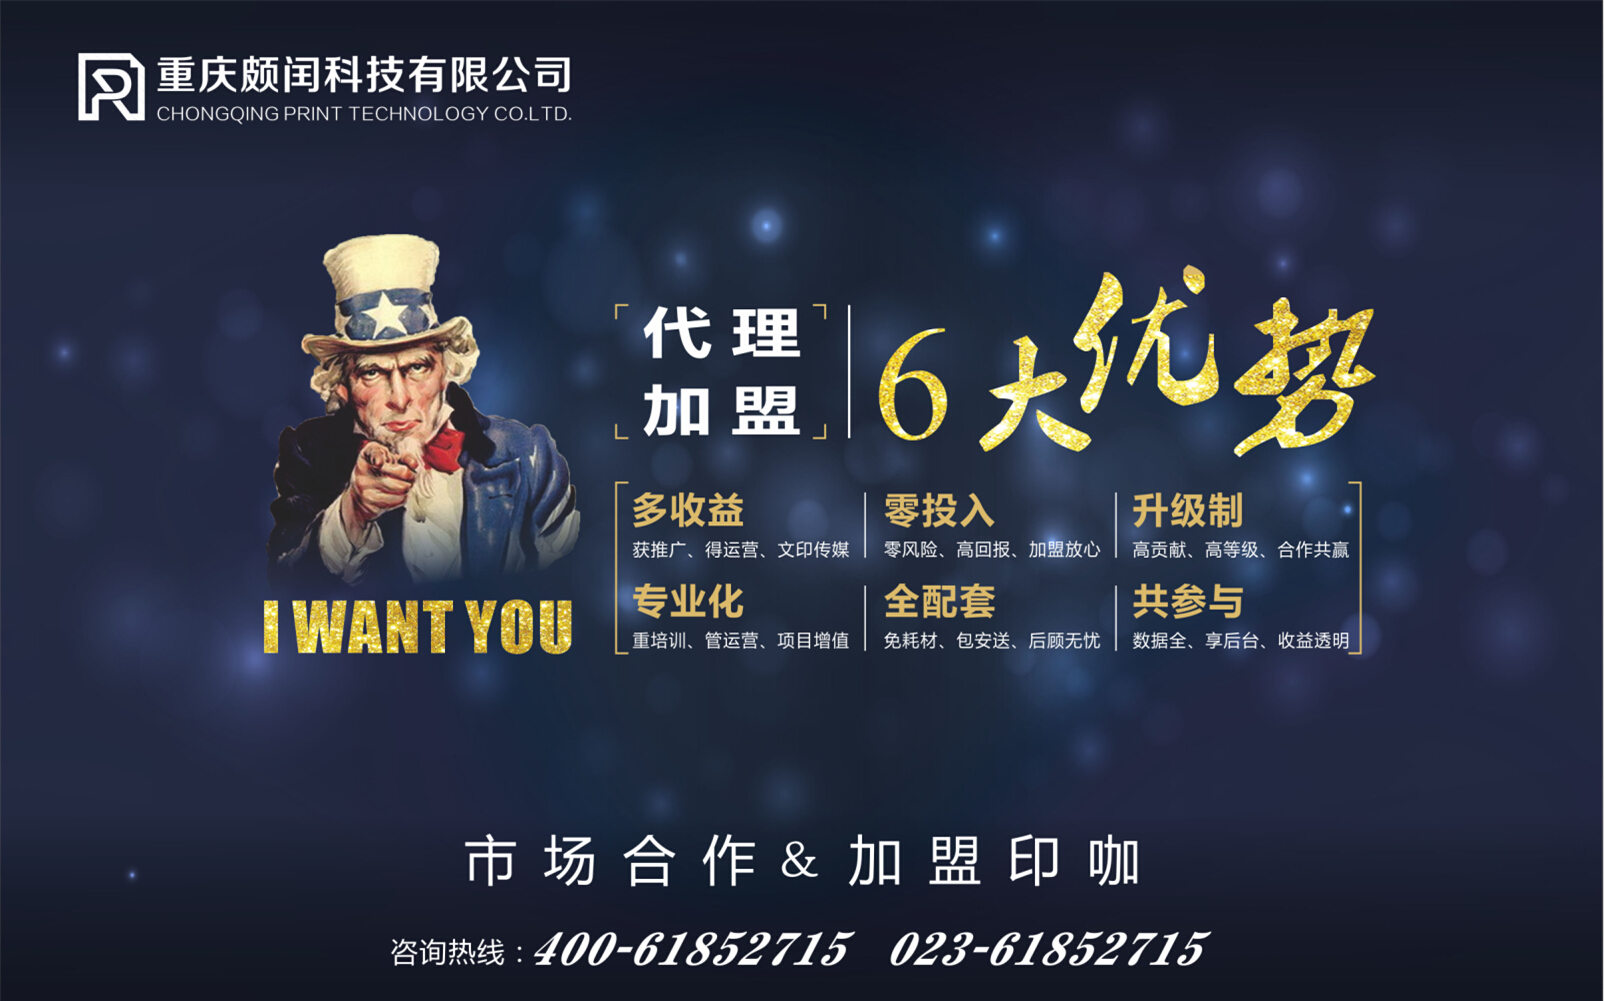 重庆颇闰科技有限公司
CHONGQING PRINT TECHNOLOGY CO.LTD.
代理
加盟
6大优势
多收益
获推广、得运营、文印传媒
零投入
零风险、高回报、加盟放心
升级制
高贡献、高等级、合作共赢
专业化
重培训、管运营、项目增值
全配套
免耗材、包安送、后顾无忧
共参与
数据全、享后台、收益透明
I WANT YOU
市场合作&加盟印咖
咨询热线：400-61852715 023-61852715